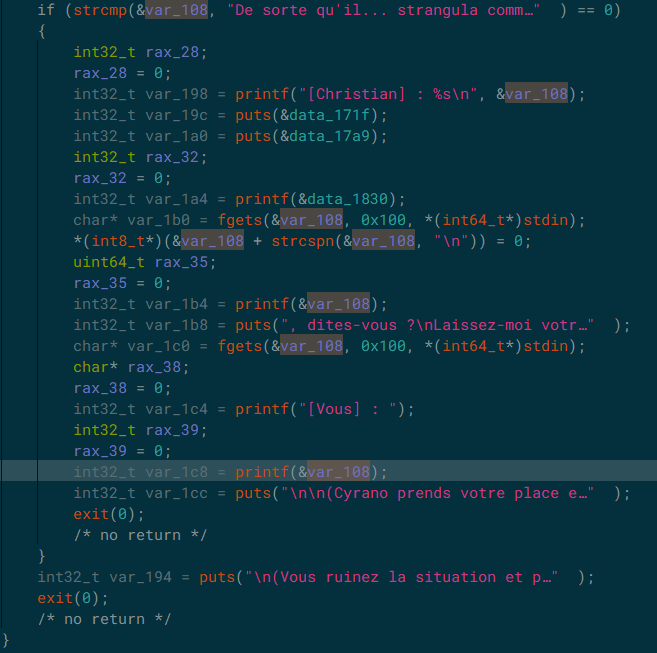 if (strcmp(&var_108, "De sorte qu'il... strangula comm…" ) == 0)
{
int32_t rax_28;
rax_28 = 0;
int32_t var_198 = printf("[Christian] : %s\n", &var_108);
int32_t var_19c = puts(&data_171f);
int32_t var_1a0 = puts(&data_17a9);
int32_t rax_32;
rax_32 = 0;
int32_t var_1a4 = printf(&data_1830);
char* var_1b0 = fgets(&var_108, 0x100, *(int64_t*)stdin);
*(int8_t*)(&var_108 + strcspn(&var_108, "\n")) = 0;
uint64_t rax_35;
rax_35 = 0;
int32_t var_1b4 = printf(&var_108);
int32_t var_1b8 = puts(", dites-vous ?\nLaissez-moi votr…" );
char* var_1c0 = fgets(&var_108, 0x100, *(int64_t*)stdin);
char* rax_38;
rax_38 = 0;
int32_t var_1c4 = printf("[Vous] : ");
int32_t rax_39;
rax_39 = 0;
int32_t var_1c8 = printf(&var_108);
int32_t var_1cc = puts("\n\n(Cyrano prends votre place e…" );
exit(0);
/* no return */
}
int32_t var_194 = puts("\n(Vous ruinez la situation et p…" );
exit(0);
/* no return */
}